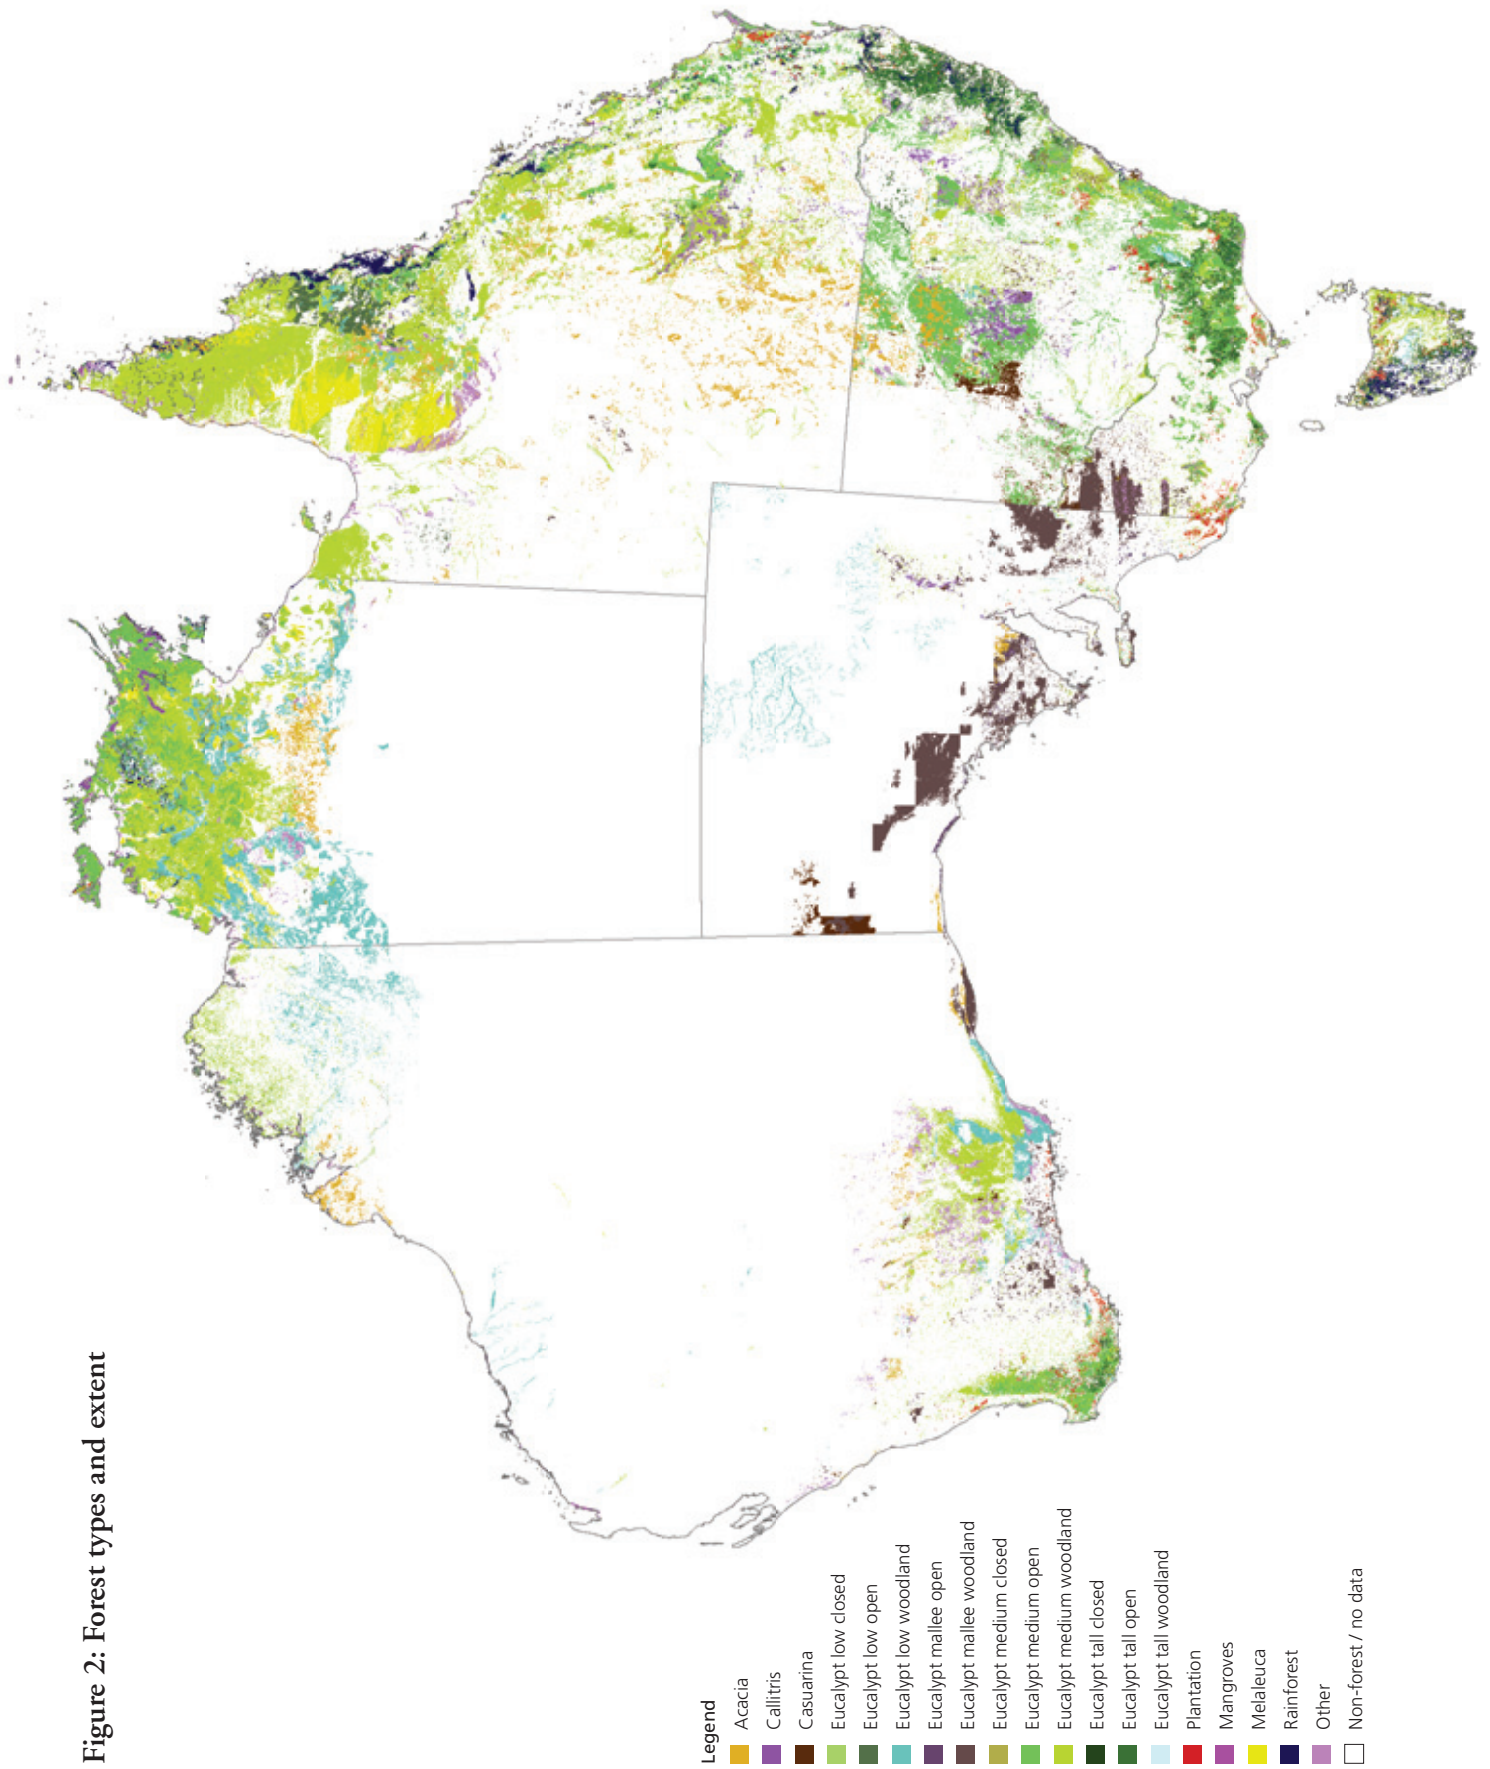 Figure 2: Forest types and extent
Legend
Acacia
Callitris
Casuarina
Eucalypt low closed
Eucalypt low open
Eucalypt low woodland
Eucalypt mallee open
Eucalypt mallee woodland
Eucalypt medium closed
Eucalypt medium open
Eucalypt medium woodland
Eucalypt tall closed
Eucalypt tall open
Eucalypt tall woodland
Plantation
Mangroves
Melaleuca
Rainforest
Other
Non-forest / no data